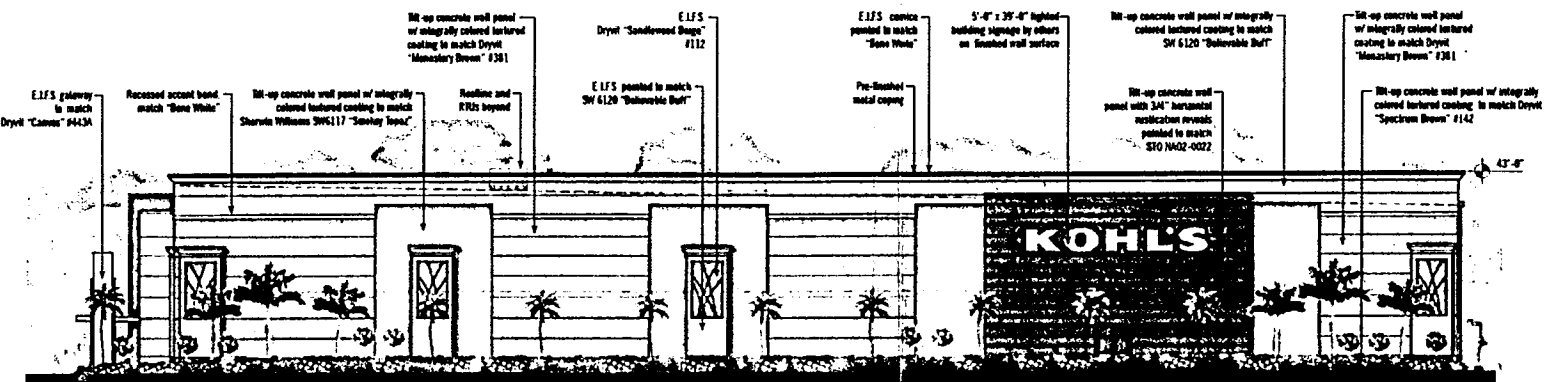 Tilt-up concrete wall panel
w/ integrally colored textured
coating to match Dryvit
"Monastery Brown" #381
E.I.F.S
Dryvit "Sandlewood Beige"
#112
E.I.F.S cornice
painted to match
"Bone White"
5'-8" x 39'-0" lighted
building signage by others
on finished wall surface
Tilt-up concrete wall panel w/ integrally
colored textured coating to match
SW 6120 "Believable Buff"
Tilt-up concrete wall panel
w/ integrally colored textured
coating to match Dryvit
"Monastery Brown" #381
E.I.F.S gateway
to match
Dryvit "Canvas" #443A
Recessed accent band
match "Bone White"
Tilt-up concrete wall panel w/ integrally
colored textured coating to match
Sherwin Williams SW6117 "Smokey Topaz"
Roofline and
RTUs beyond
E.I.F.S painted to match
SW 6120 "Believable Buff"
Pre-finished
metal coping
Tilt-up concrete wall
panel with 3/4" horizontal
rustication reveals
painted to match
STO NA02-0022
Tilt-up concrete wall panel w/ integrally
colored textured coating to match Dryvit
"Spectrum Brown" #142
43'-8"
KOHL'S